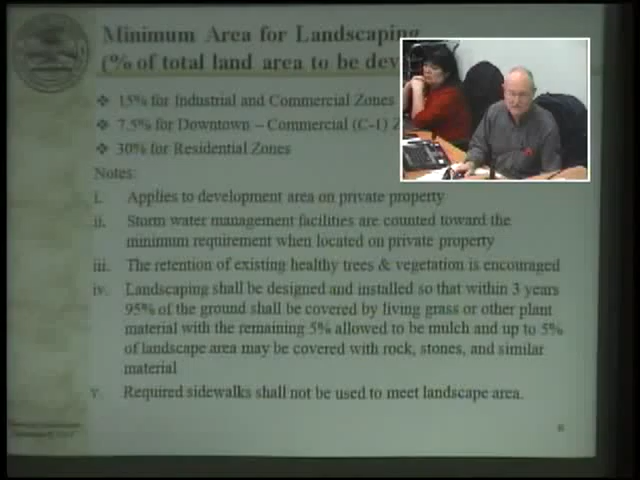 Minimum Area for Landscaping
(% of total land area to be dev
❖ 15% for Industrial and Commercial Zones
❖ 7.5% for Downtown – Commercial (C-1) Z
❖ 30% for Residential Zones
Notes:
i. Applies to development area on private property
ii. Storm water management facilities are counted toward the
minimum requirement when located on private property
iii. The retention of existing healthy trees & vegetation is encouraged
iv. Landscaping shall be designed and installed so that within 3 years
95% of the ground shall be covered by living grass or other plant
material with the remaining 5% allowed to be mulch and up to 5%
of landscape area may be covered with rock, stones, and similar
material
v. Required sidewalks shall not be used to meet landscape area.